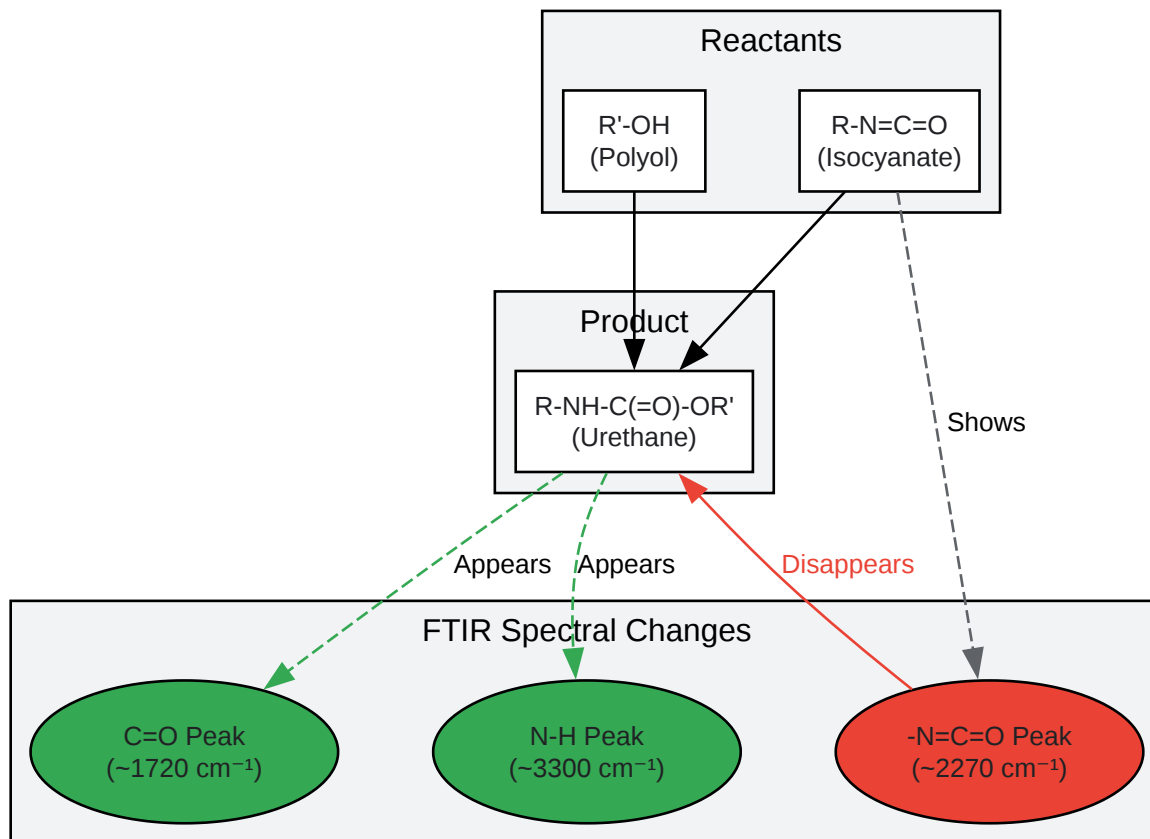 Reactants
R'-OH
(Polyol)
R-N=C=O
(Isocyanate)
Product
R-NH-C(=O)-OR'
(Urethane)
Shows
Appears
Appears
Disappears
FTIR Spectral Changes
C=O Peak
(~1720 cm⁻¹)
N-H Peak
(~3300 cm⁻¹)
-N=C=O Peak
(~2270 cm⁻¹)